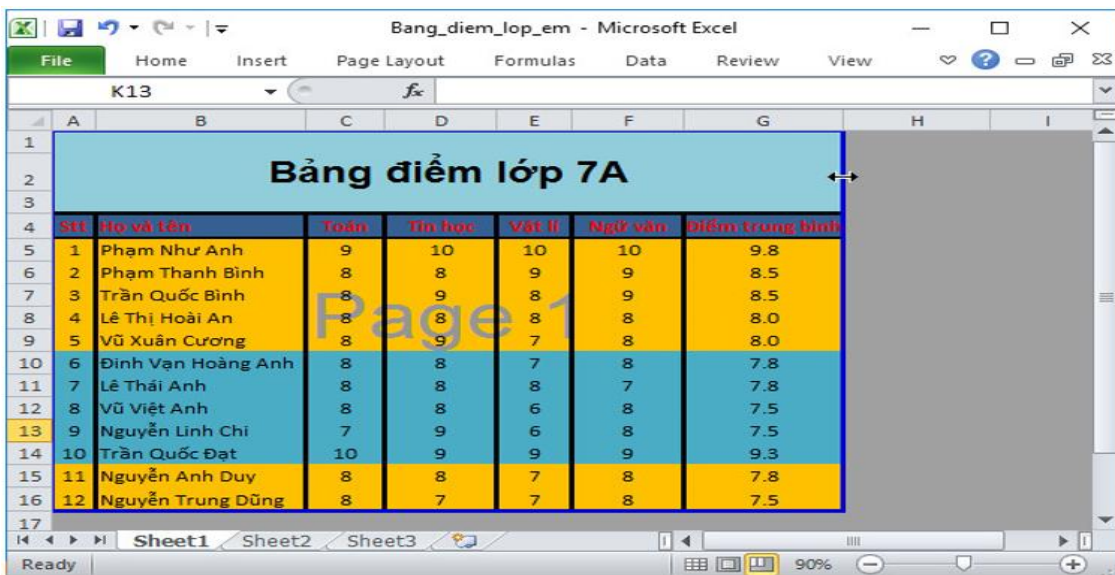 Bang_diem_lop_em - Microsoft Excel
File Home Insert Page Layout Formulas Data Review View
K13 fx
A B C D E F G H I
1
2 Bảng điểm lớp 7A
3
4 Stt Họ và tên Toán Tin học Vật lí Ngữ văn Điểm trung bình
5 1 Phạm Như Anh 9 10 10 10 9.8
6 2 Phạm Thanh Bình 8 8 9 9 8.5
7 3 Trần Quốc Bình 8 9 8 9 8.5
8 4 Lê Thị Hoài An 8 8 8 8 8.0
9 5 Vũ Xuân Cương 8 9 7 8 8.0
Page 1
10 6 Đinh Vạn Hoàng Anh 8 8 7 8 7.8
11 7 Lê Thái Anh 8 8 8 7 7.8
12 8 Vũ Việt Anh 8 8 6 8 7.5
13 9 Nguyễn Linh Chi 7 9 6 8 7.5
14 10 Trần Quốc Đạt 10 9 9 9 9.3
15 11 Nguyễn Anh Duy 8 8 7 8 7.8
16 12 Nguyễn Trung Dũng 8 7 7 8 7.5
17
Sheet1 Sheet2 Sheet3
Ready 90%